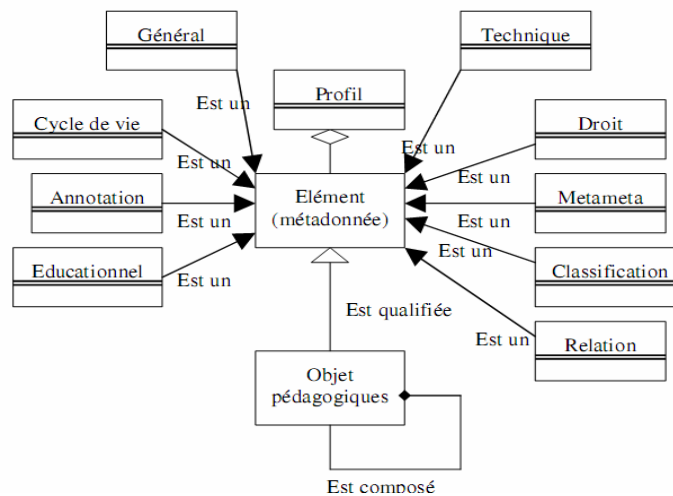 Général
Technique
Profil
Est un
Cycle de vie
Droit
Est un
Est un
Annotation
Elément
(métadonnée)
Est un
Metameta
Est un
Est un
Educationnel
Est un
Classification
Est un
Est qualifiée
Est un
Relation
Objet
pédagogiques
Est composé